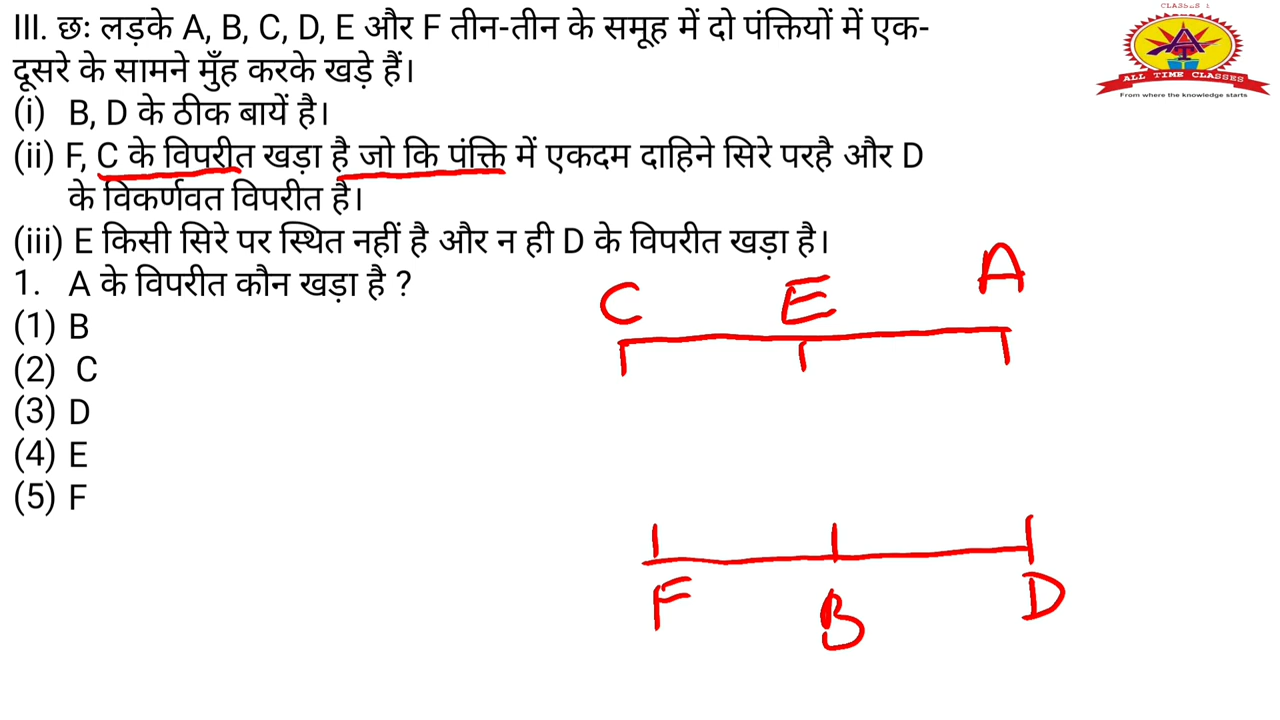 III. छः लड़के A, B, C, D, E और F तीन-तीन के समूह में दो पंक्तियों में एक-
दूसरे के सामने मुँह करके खड़े हैं।
(i) B, D के ठीक बायें है।
(ii) F, C के विपरीत खड़ा है जो कि पंक्ति में एकदम दाहिने सिरे परहै और D
के विकर्णवत विपरीत है।
(iii) E किसी सिरे पर स्थित नहीं है और न ही D के विपरीत खड़ा है।
1. A के विपरीत कौन खड़ा है ?
(1) B
(2) C
(3) D
(4) E
(5) F
C E A
F B D
ALL TIME CLASSES
From where the knowledge starts